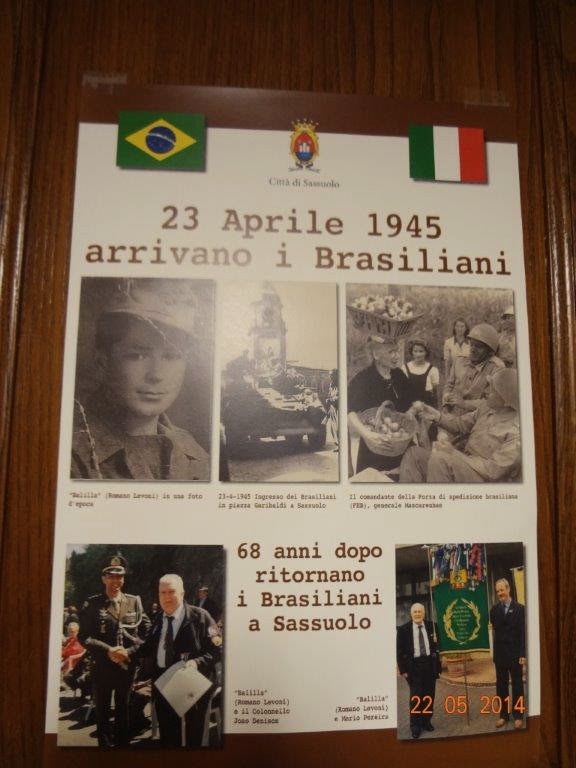 Città di Sassuolo
23 Aprile 1945
arrivano i Brasiliani
"Balilla" (Romano Levoni) in una foto
d'epoca
23-4-1945 Ingresso dei Brasiliani
in piazza Garibaldi a Sassuolo
Il comandante della Forza di spedizione brasiliana
(FEB), generale Mascarenhas
68 anni dopo
ritornano
i Brasiliani
a Sassuolo
"Balilla"
(Romano Levoni)
e il Colonnello
Joao Denison
"Balilla"
(Romano Levoni)
e Mario Pereira
22 05 2014